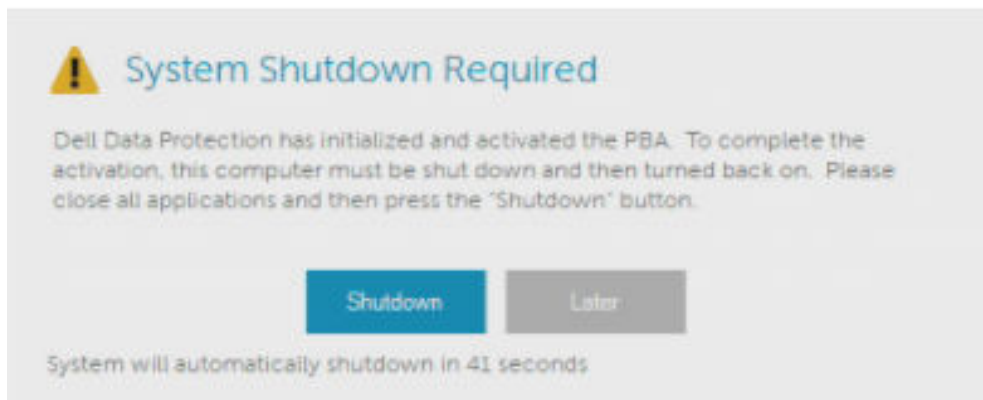 System Shutdown Required
Dell Data Protection has initialized and activated the PBA. To complete the
activation, this computer must be shut down and then turned back on. Please
close all applications and then press the "Shutdown" button.
Shutdown
Later
System will automatically shutdown in 41 seconds